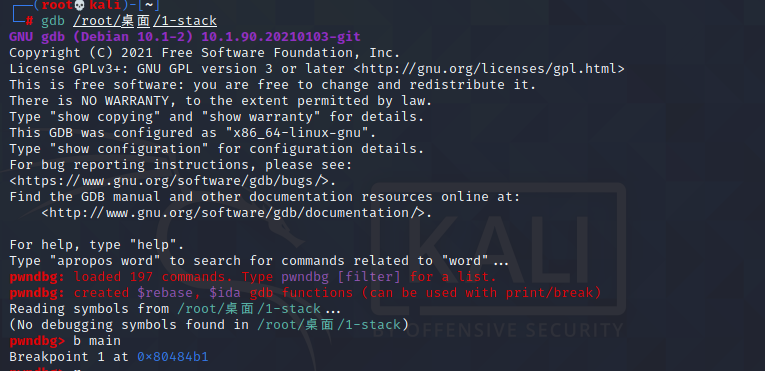 ┌──(root💀kali)-[~]
└─# gdb /root/桌面/1-stack
GNU gdb (Debian 10.1-2) 10.1.90.20210103-git
Copyright (C) 2021 Free Software Foundation, Inc.
License GPLv3+: GNU GPL version 3 or later <http://gnu.org/licenses/gpl.html>
This is free software: you are free to change and redistribute it.
There is NO WARRANTY, to the extent permitted by law.
Type "show copying" and "show warranty" for details.
This GDB was configured as "x86_64-linux-gnu".
Type "show configuration" for configuration details.
For bug reporting instructions, please see:
<https://www.gnu.org/software/gdb/bugs/>.
Find the GDB manual and other documentation resources online at:
    <http://www.gnu.org/software/gdb/documentation/>.

For help, type "help".
Type "apropos word" to search for commands related to "word"...
pwndbg: loaded 197 commands. Type pwndbg [filter] for a list.
pwndbg: created $rebase, $ida gdb functions (can be used with print/break)
Reading symbols from /root/桌面/1-stack...
(No debugging symbols found in /root/桌面/1-stack)
pwndbg> b main
Breakpoint 1 at 0x80484b1
KALI
BY OFFENSIVE SECURITY